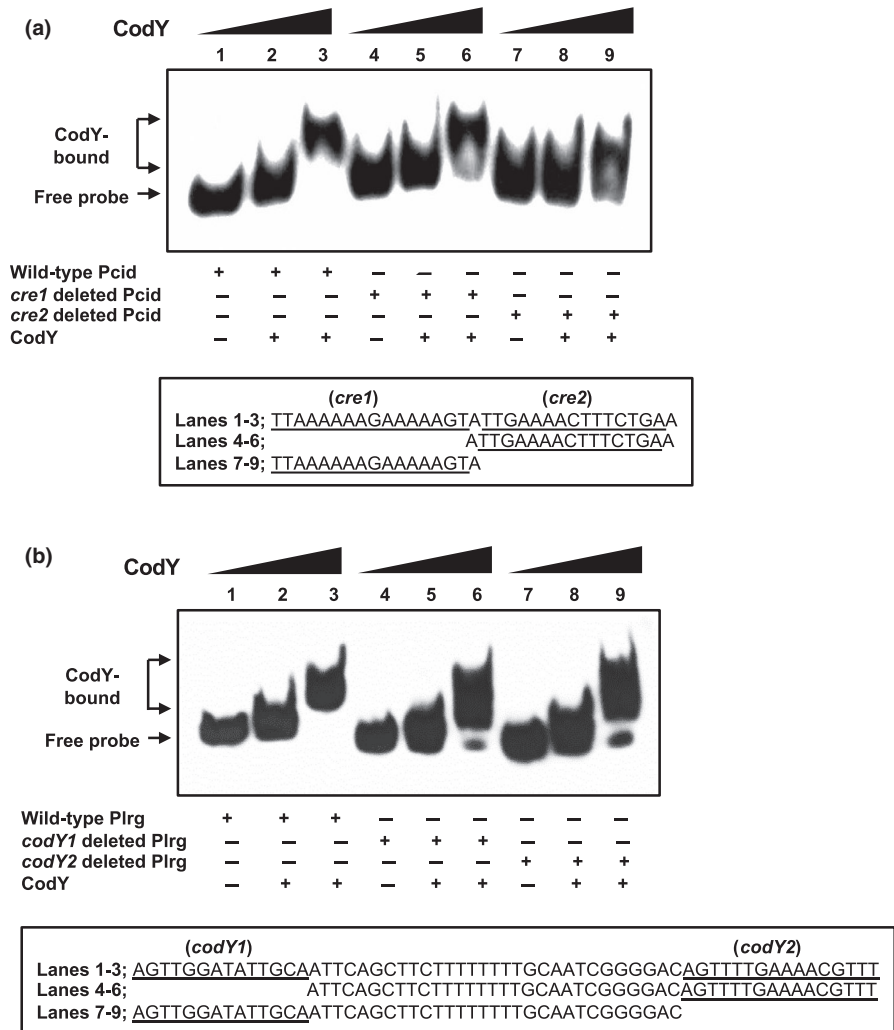 (a)
CodY
1 2 3 4 5 6 7 8 9
CodY-
bound
Free probe
Wild-type Pcid + + + – – – – – –
cre1 deleted Pcid – – – + + + – – –
cre2 deleted Pcid – – – – – – + + +
CodY – + + – + + – + +
(cre1) (cre2)
Lanes 1-3; TTAAAAAAGAAAAAGTATTGAAAACTTTCTGAA
Lanes 4-6; ATTGAAAACTTTCTGAA
Lanes 7-9; TTAAAAAAGAAAAAGTA
(b)
CodY
1 2 3 4 5 6 7 8 9
CodY-
bound
Free probe
Wild-type Plrg + + + – – – – – –
codY1 deleted Plrg – – – + + + – – –
codY2 deleted Plrg – – – – – – + + +
CodY – + + – + + – + +
(codY1) (codY2)
Lanes 1-3; AGTTGGATATTGCAATTCAGCTTCTTTTTTTTGCAATCGGGGACAGTTTTGAAAACGTTT
Lanes 4-6; ATTCAGCTTCTTTTTTTTGCAATCGGGGACAGTTTTGAAAACGTTT
Lanes 7-9; AGTTGGATATTGCAATTCAGCTTCTTTTTTTTGCAATCGGGGAC